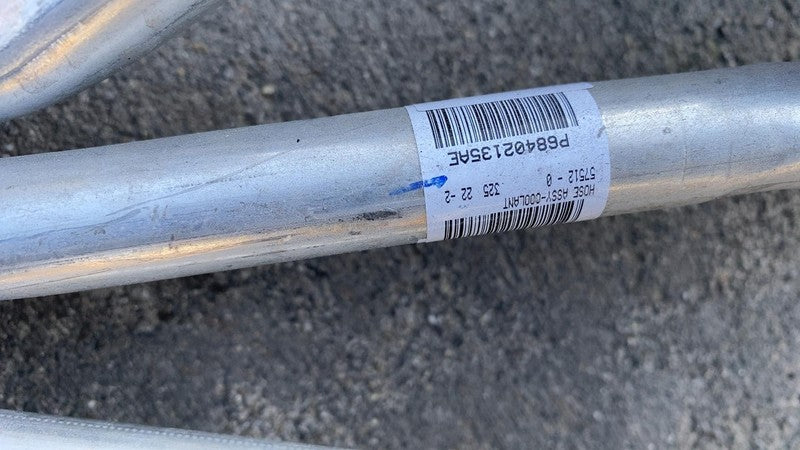 HOSE ASSY-COOLANT
57512 - 0   325 22 -2
P68402135AE